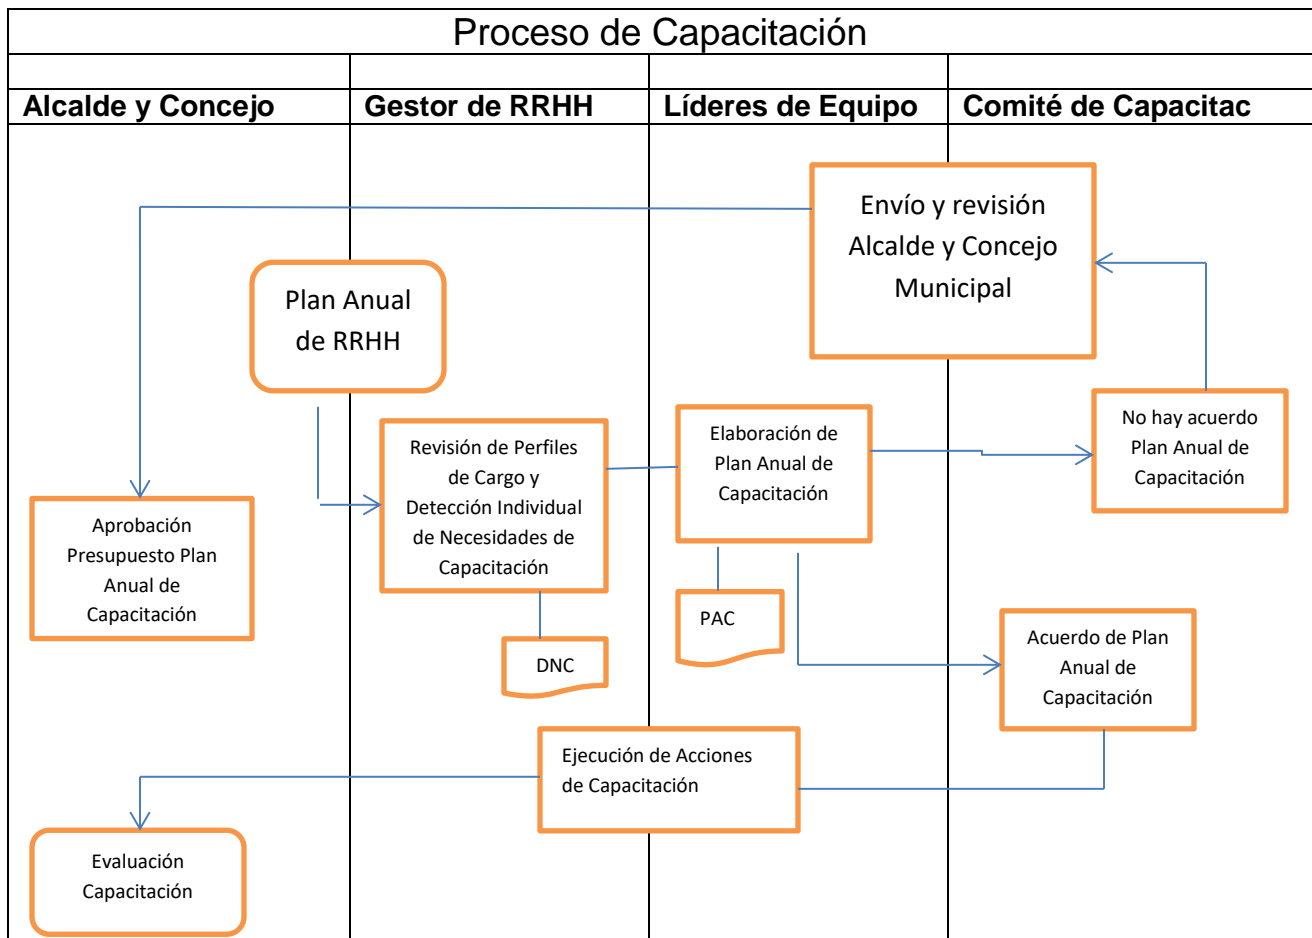 Proceso de Capacitación
Alcalde y Concejo
Gestor de RRHH
Líderes de Equipo
Comité de Capacitac
Envío y revisión
Alcalde y Concejo
Municipal
Plan Anual
de RRHH
Revisión de Perfiles
de Cargo y
Detección Individual
de Necesidades de
Capacitación
Elaboración de
Plan Anual de
Capacitación
No hay acuerdo
Plan Anual de
Capacitación
Aprobación
Presupuesto Plan
Anual de
Capacitación
DNC
PAC
Acuerdo de Plan
Anual de
Capacitación
Ejecución de Acciones
de Capacitación
Evaluación
Capacitación